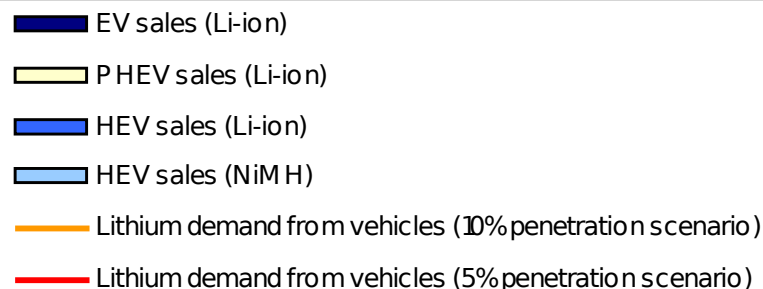 EV sales (Li-ion)
PHEV sales (Li-ion)
HEV sales (Li-ion)
HEV sales (NiMH)
Lithium demand from vehicles (10% penetration scenario)
Lithium demand from vehicles (5% penetration scenario)